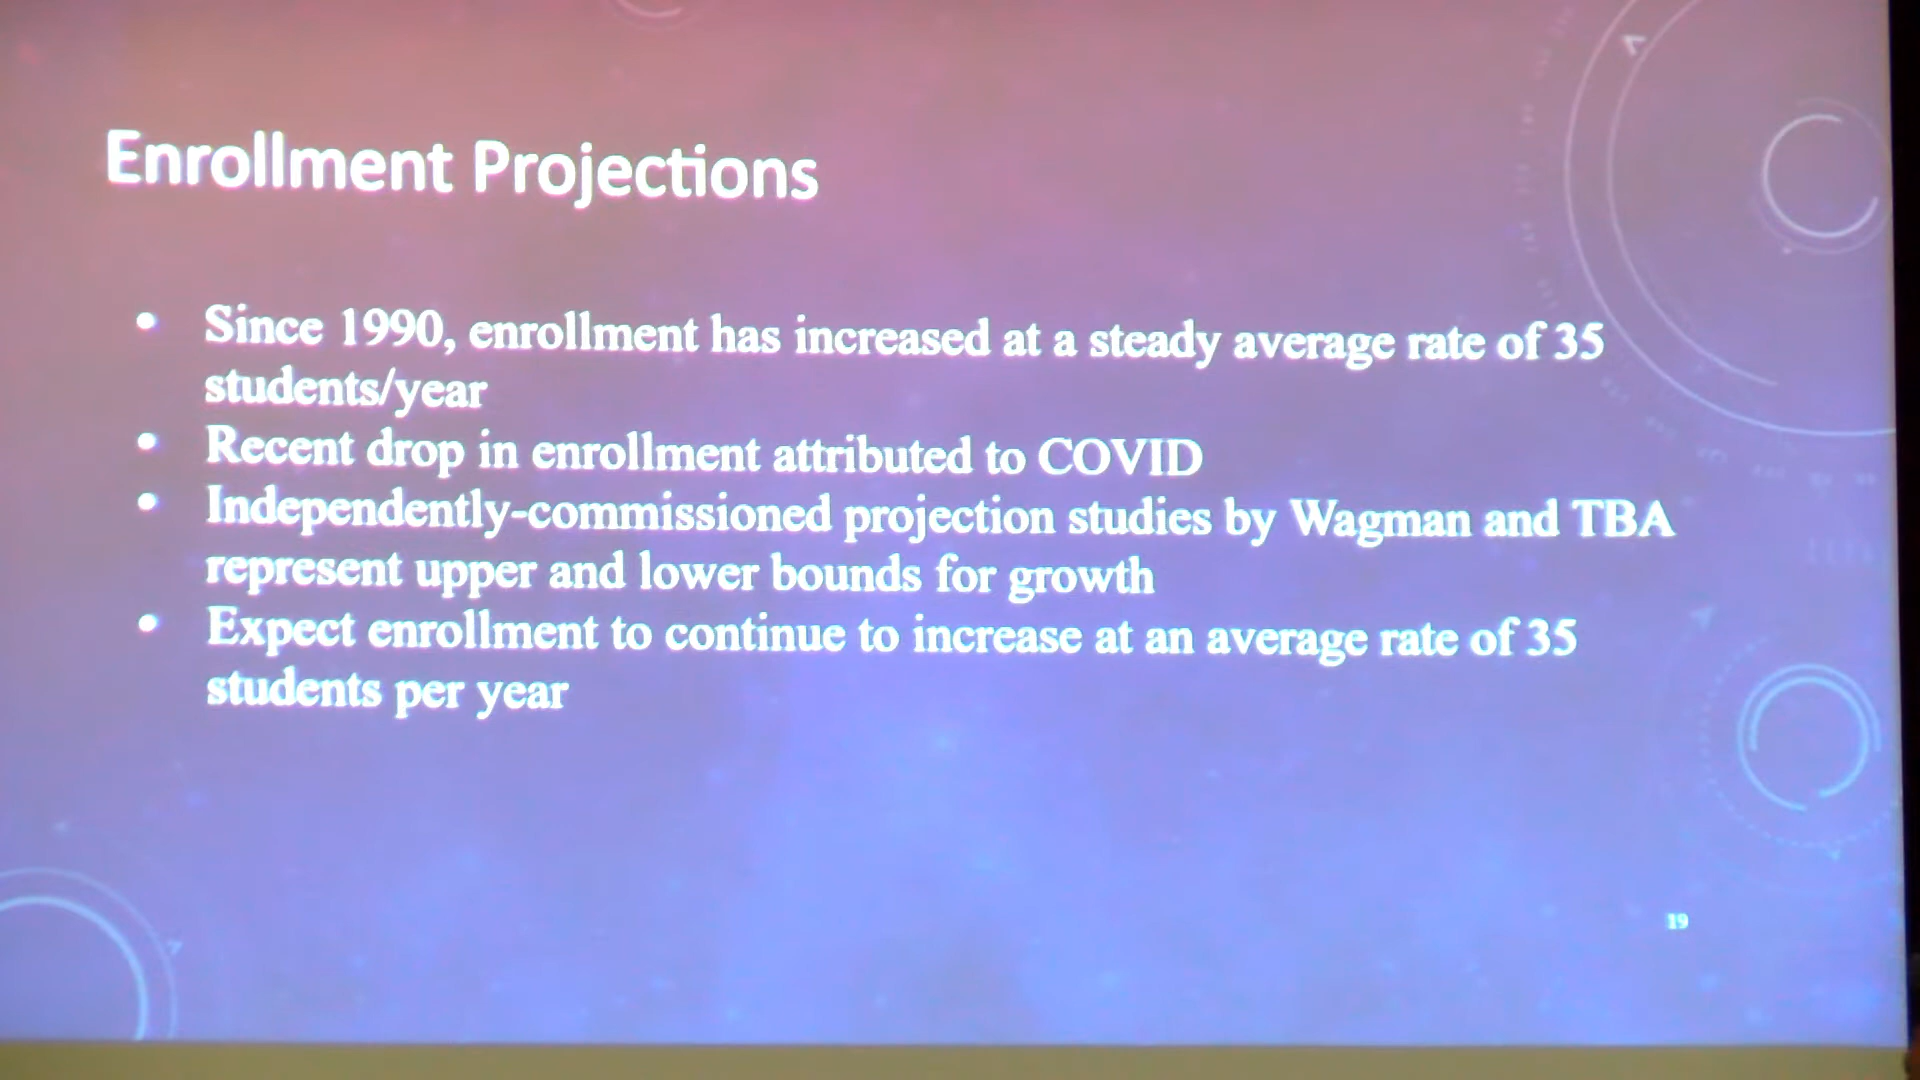 Enrollment Projections
• Since 1990, enrollment has increased at a steady average rate of 35
students/year
• Recent drop in enrollment attributed to COVID
• Independently-commissioned projection studies by Wagman and TBA
represent upper and lower bounds for growth
• Expect enrollment to continue to increase at an average rate of 35
students per year
19